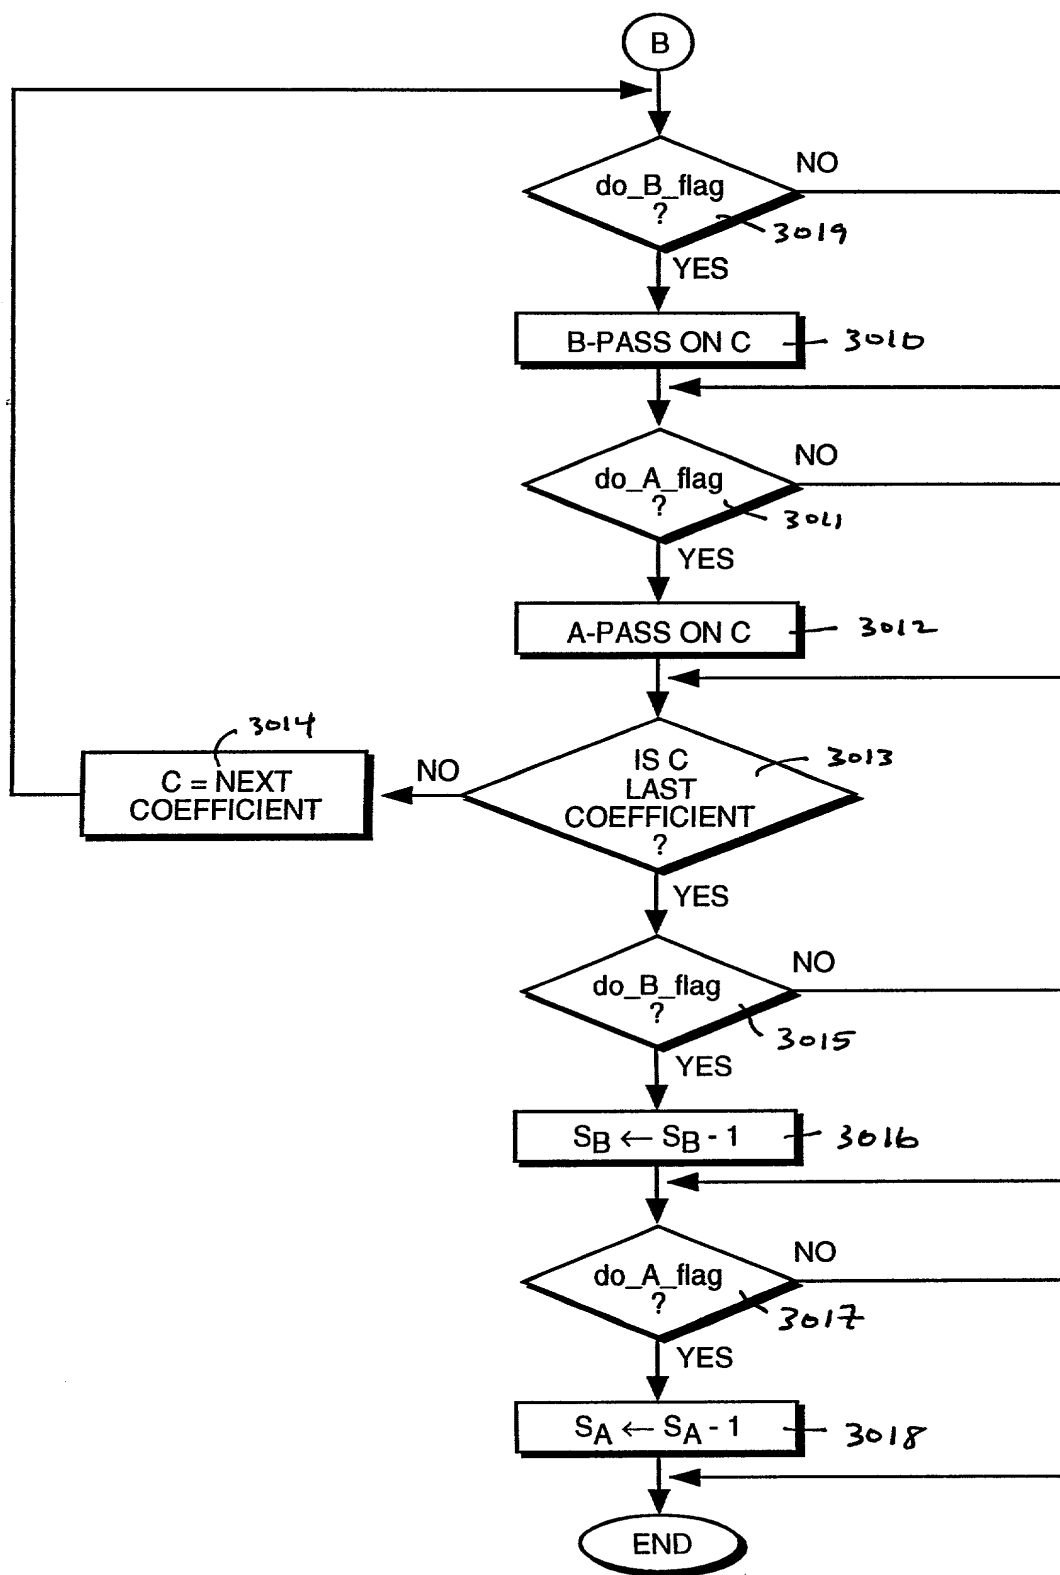 B
do_B_flag
?
NO
3019
YES
B-PASS ON C
3010
do_A_flag
?
NO
3011
YES
A-PASS ON C
3012
IS C
LAST
COEFFICIENT
?
3013
NO
3014
C = NEXT
COEFFICIENT
YES
do_B_flag
?
NO
3015
YES
SB ← SB - 1
3016
do_A_flag
?
NO
3017
YES
SA ← SA - 1
3018
END